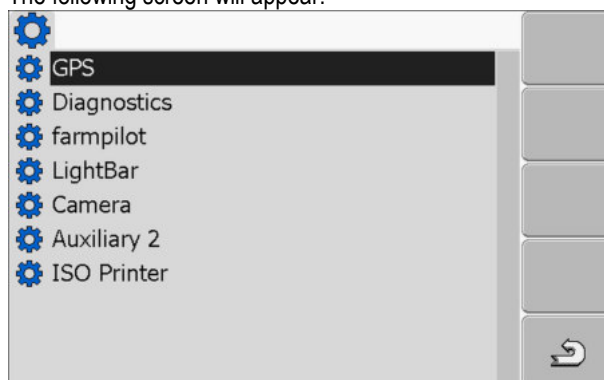 The following screen will appear:
GPS
Diagnostics
farmpilot
LightBar
Camera
Auxiliary 2
ISO Printer